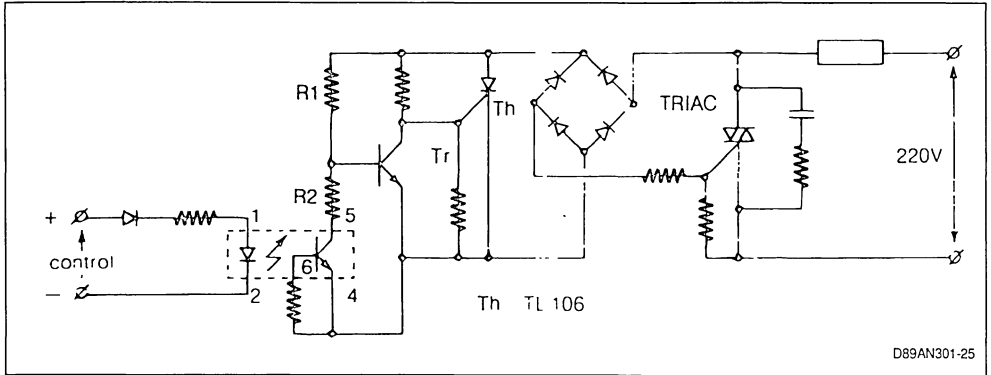 R1
Th
TRIAC
Tr
220V
R2
5
+
1
control
6
−
2
4
Th TL 106
D89AN301-25